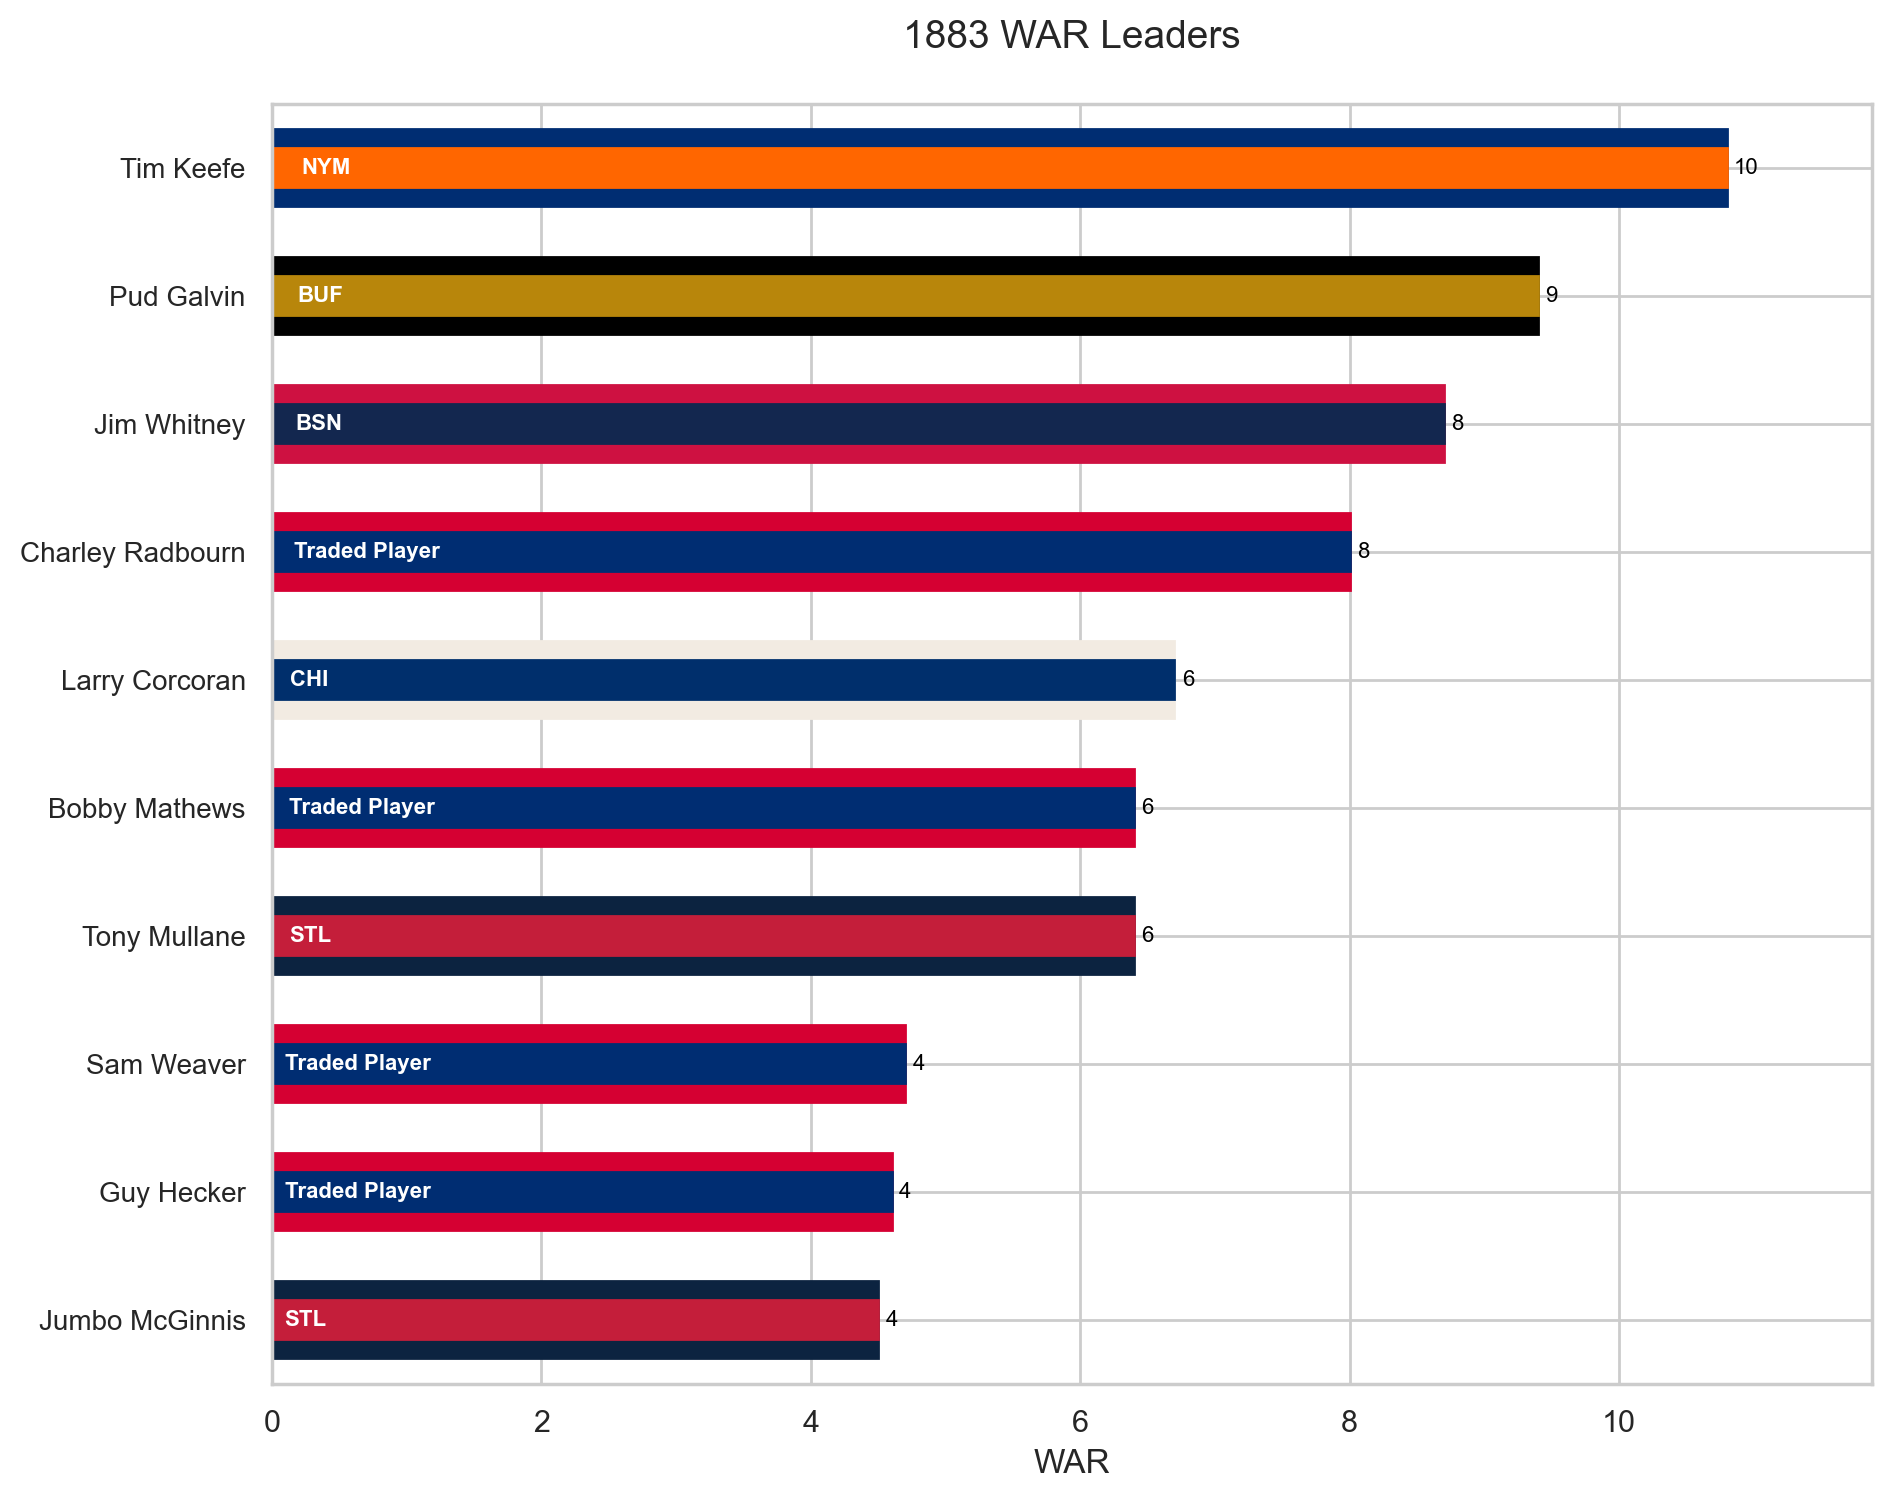 1883 WAR Leaders
Tim Keefe NYM 10
Pud Galvin BUF 9
Jim Whitney BSN 8
Charley Radbourn Traded Player 8
Larry Corcoran CHI 6
Bobby Mathews Traded Player 6
Tony Mullane STL 6
Sam Weaver Traded Player 4
Guy Hecker Traded Player 4
Jumbo McGinnis STL 4
0 2 4 6 8 10
WAR